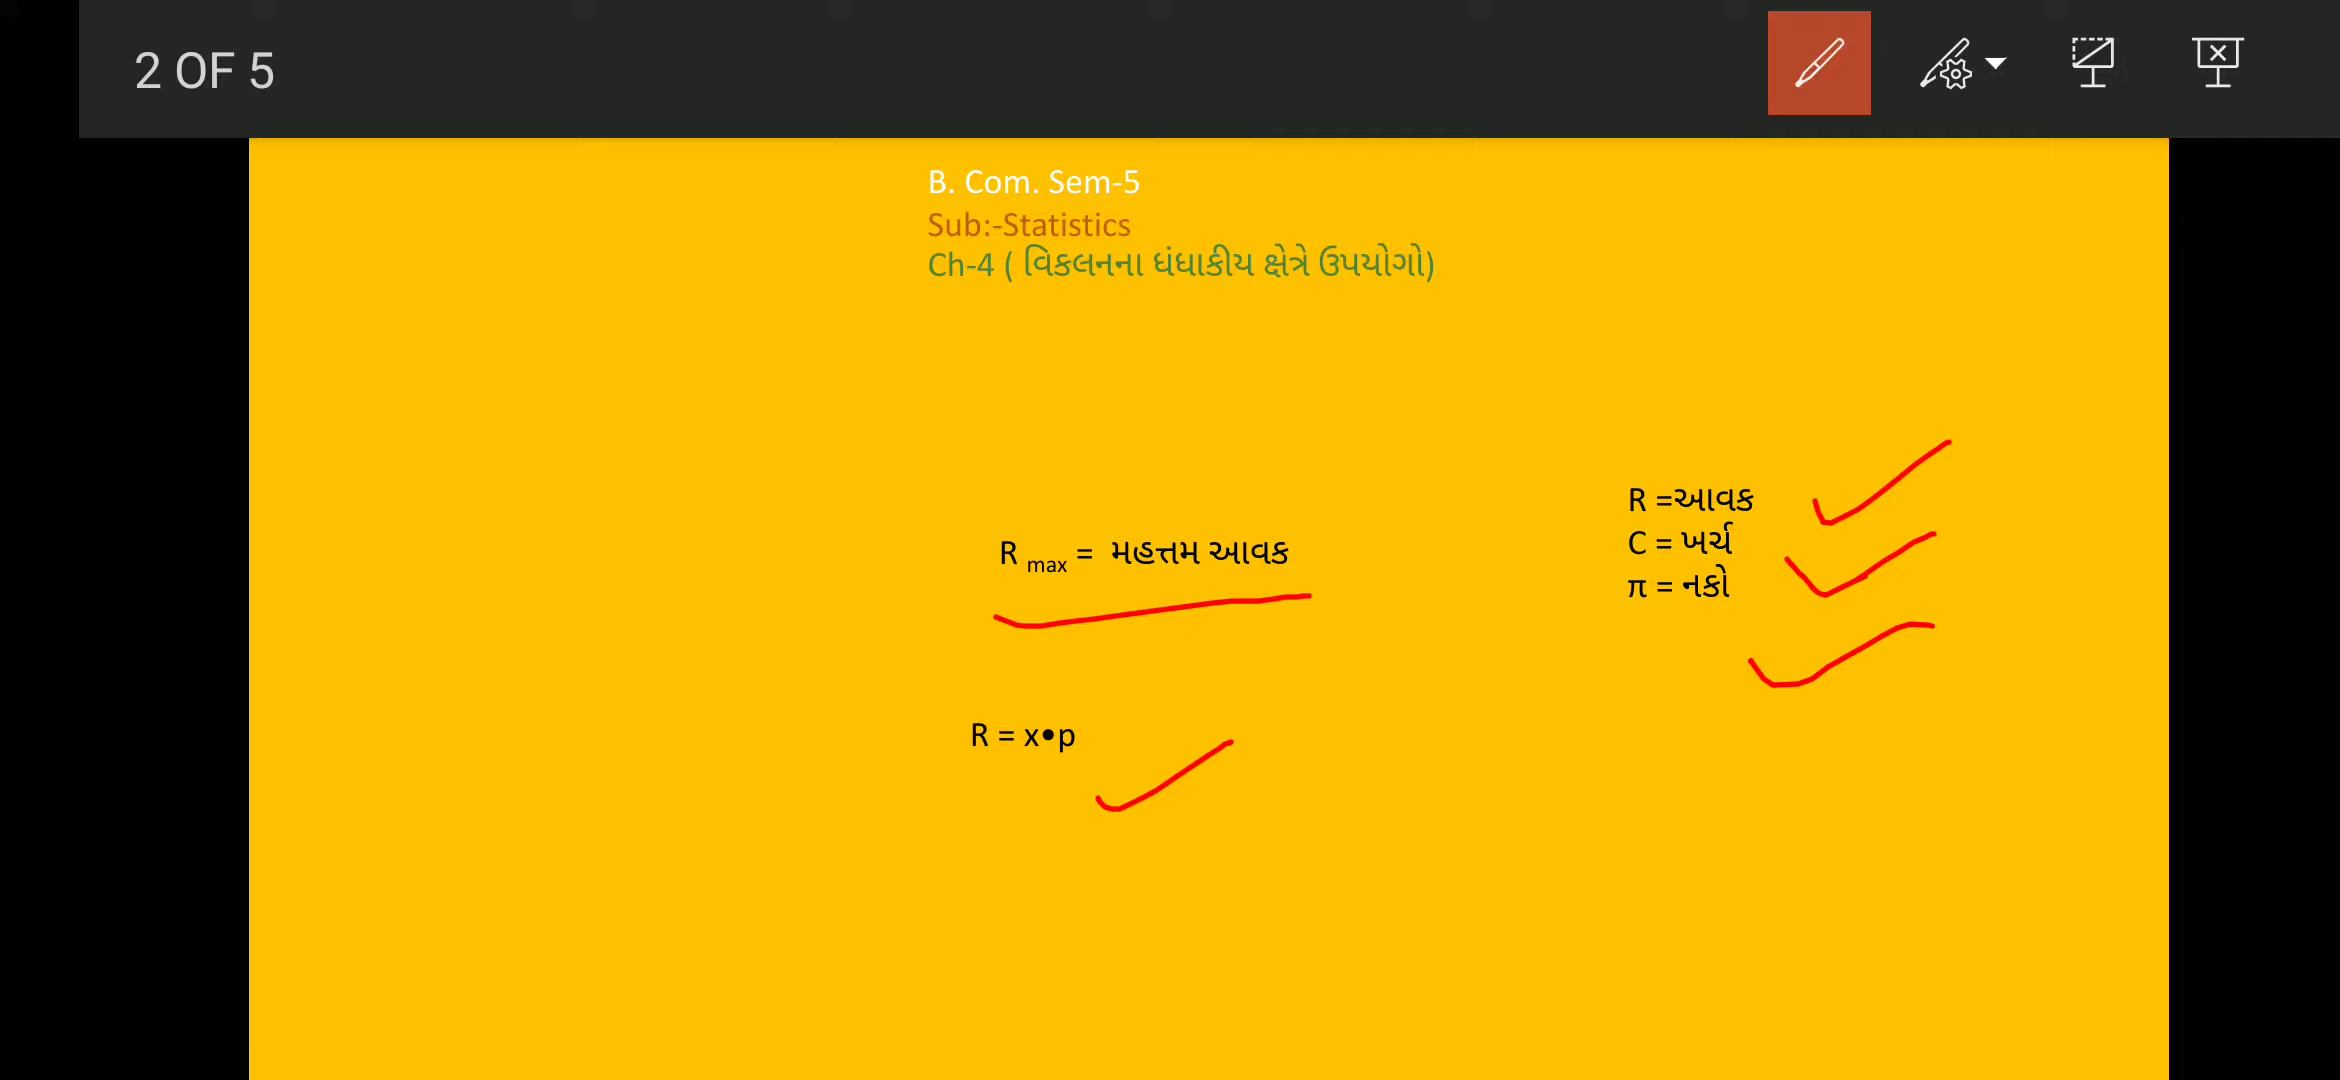 2 OF 5
B. Com. Sem-5
Sub:-Statistics
Ch-4 ( વિકલનના ધંધાકીય ક્ષેત્રે ઉપયોગો)
R max = મહત્તમ આવક
R = x•p
R =આવક
C = ખર્ચ
π = નફો